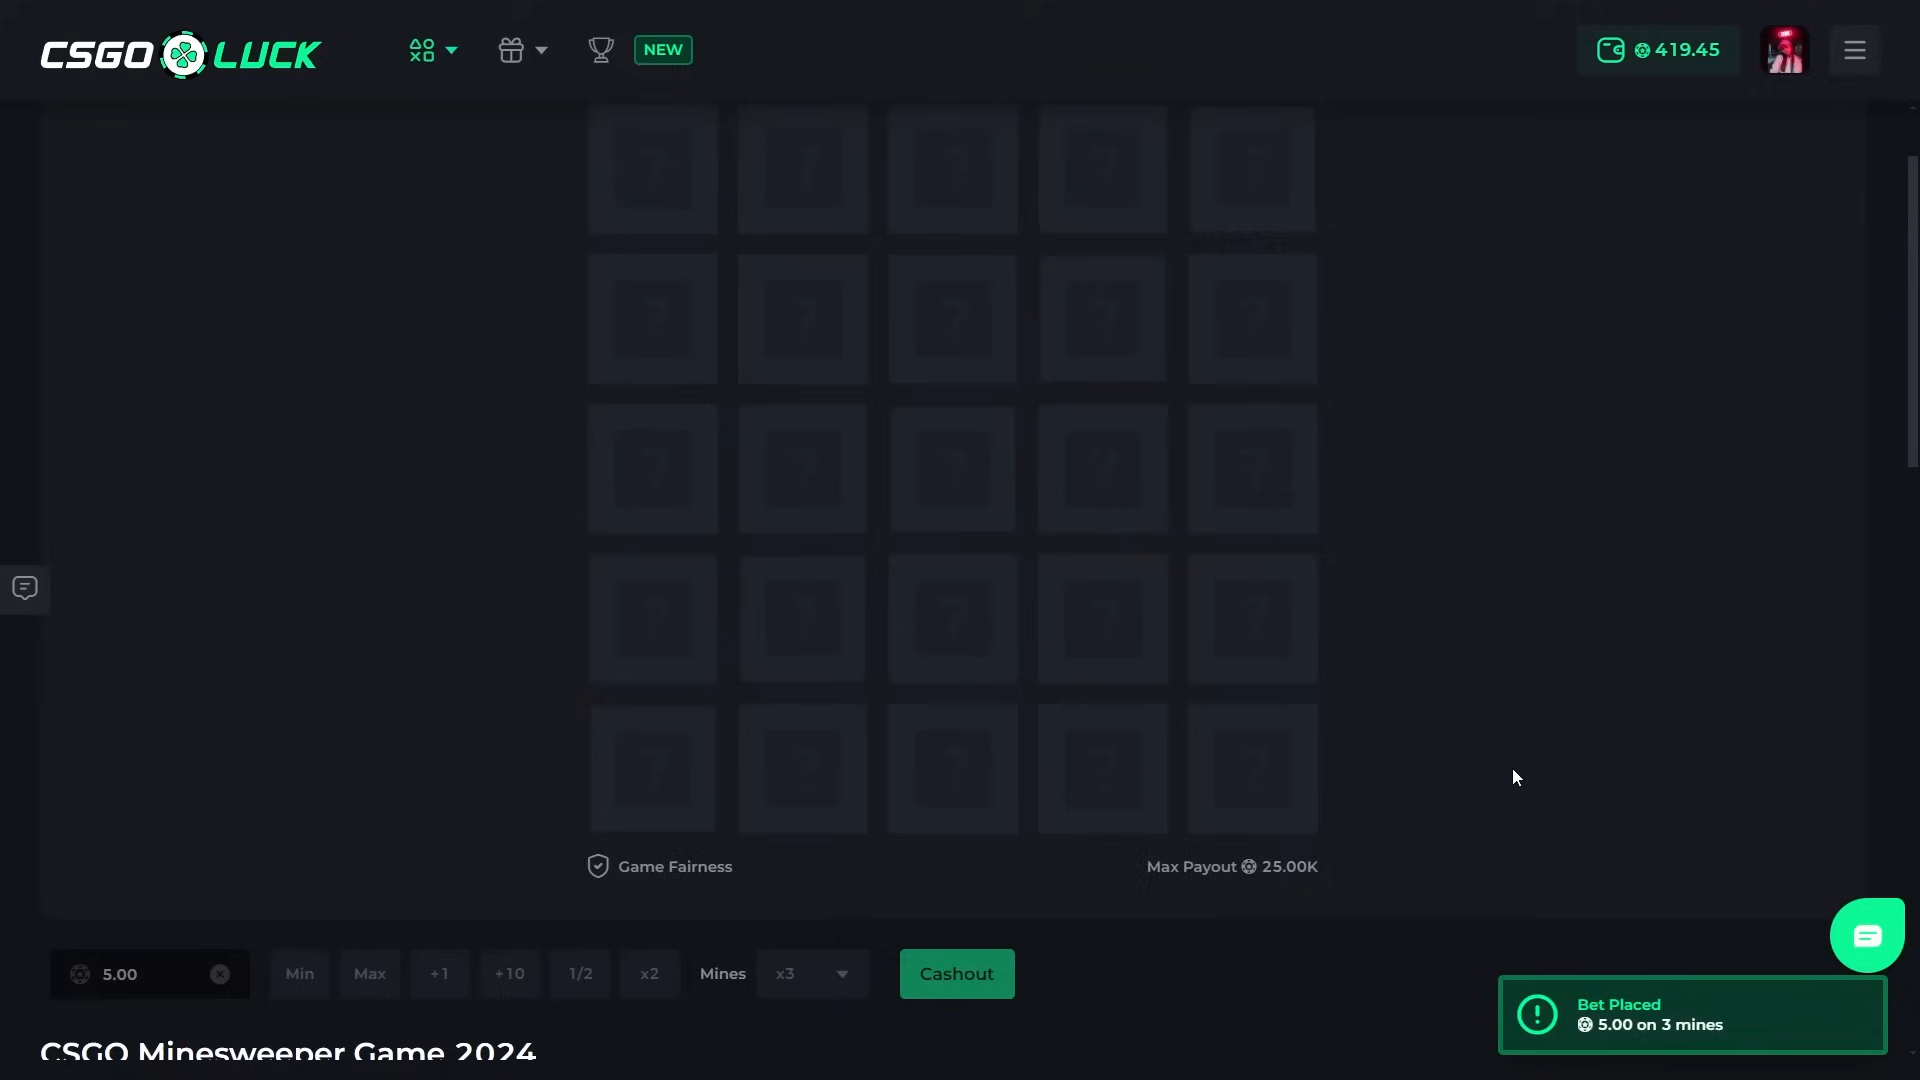 CSGO LUCK
NEW
419.45
? ? ? ? ?
? ? ? ? ?
? ? ? ? ?
? ? ? ? ?
? ? ? ? ?
Game Fairness
Max Payout 25.00K
5.00
Min
Max
+1
+10
1/2
x2
Mines
x3
Cashout
Bet Placed
5.00 on 3 mines
CSGO Minesweeper Game 2024